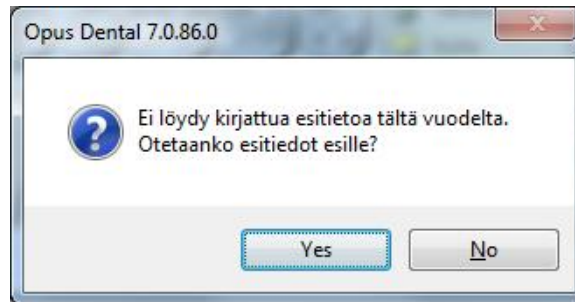 Opus Dental 7.0.86.0
Ei löydy kirjattua esitietoa tältä vuodelta.
Otetaanko esitiedot esille?
Yes
No